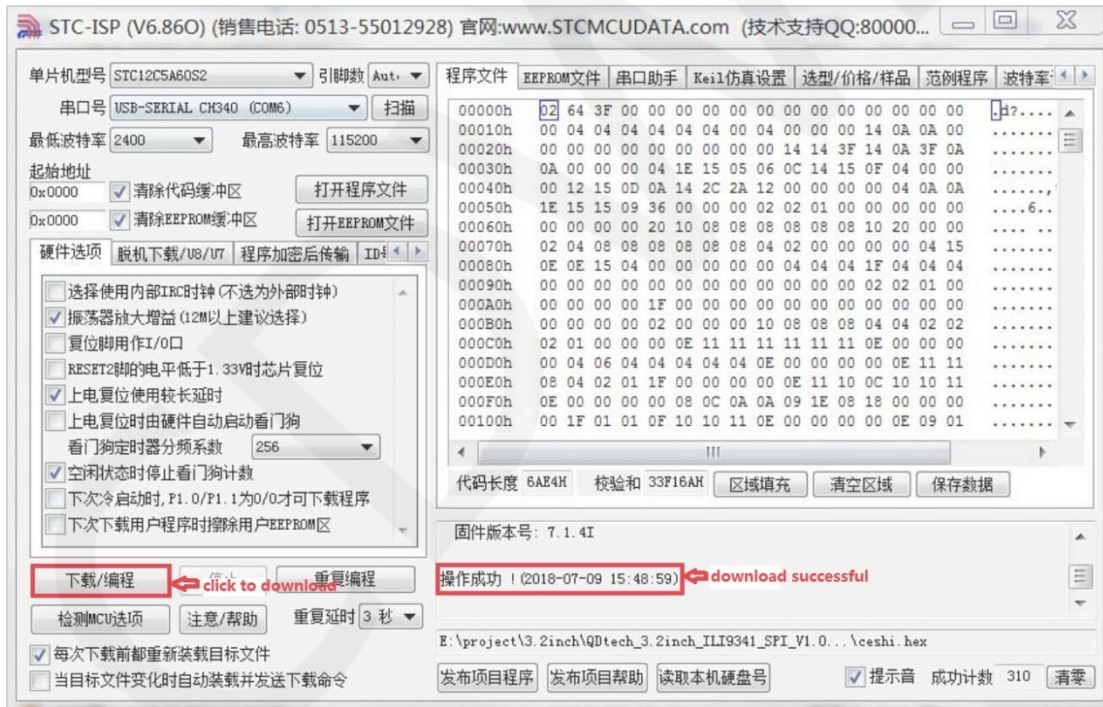 STC-ISP (V6.86O) (销售电话: 0513-55012928) 官网:www.STCMCUDATA.com (技术支持QQ:80000...
单片机型号 STC12C5A60S2 引脚数 Aut
串口号 USB-SERIAL CH340 (COM6) 扫描
最低波特率 2400 最高波特率 115200
起始地址
0x0000 清除代码缓冲区 打开程序文件
0x0000 清除EEPROM缓冲区 打开EEPROM文件
硬件选项 脱机下载/U8/U7 程序加密后传输
选择使用内部IRC时钟(不选为外部时钟)
振荡器放大增益(12M以上建议选择)
复位脚用作I/O口
RESET2脚的电平低于1.33V时芯片复位
上电复位使用较长延时
上电复位时由硬件自动启动看门狗
看门狗定时器分频系数 256
空闲状态时停止看门狗计数
下次冷启动时,P1.0/P1.1为0/0才可下载程序
下次下载用户程序时擦除用户EEPROM区
下载/编程 click to download 重复编程
检测MCU选项 注意/帮助 重复延时 3 秒
每次下载前都重新装载目标文件
当目标文件变化时自动装载并发送下载命令
程序文件 EEPROM文件 串口助手 Keil仿真设置 选型/价格/样品 范例程序 波特率
00000h 02 64 3F 00 00 00 00 00 00 00 00 00 00 00 00 00 .d?....
00010h 00 04 04 04 04 04 04 00 04 00 00 00 14 0A 0A 00 .......
00020h 00 00 00 00 00 00 00 00 00 14 14 3F 14 0A 3F 0A .......
00030h 0A 00 00 00 04 1E 15 05 06 0C 14 15 0F 04 00 00 .......
00040h 00 12 15 0D 0A 14 2C 2A 12 00 00 00 00 04 0A 0A ......,
00050h 1E 15 15 09 36 00 00 00 02 02 01 00 00 00 00 00 ....6..
00060h 00 00 00 00 20 10 08 08 08 08 08 08 10 20 00 00 .......
00070h 02 04 08 08 08 08 08 08 04 02 00 00 00 00 04 15 .......
00080h 0E 0E 15 04 00 00 00 00 00 04 04 04 1F 04 04 04 .......
00090h 00 00 00 00 00 00 00 00 00 00 00 00 02 02 01 00 .......
000A0h 00 00 00 00 1F 00 00 00 00 00 00 00 00 00 00 00 .......
000B0h 00 00 00 00 02 00 00 00 10 08 08 08 04 04 02 02 .......
000C0h 02 01 00 00 00 0E 11 11 11 11 11 11 0E 00 00 00 .......
000D0h 00 04 06 04 04 04 04 04 0E 00 00 00 00 0E 11 11 .......
000E0h 08 04 02 01 1F 00 00 00 00 0E 11 10 0C 10 10 11 .......
000F0h 0E 00 00 00 00 08 0C 0A 0A 09 1E 08 18 00 00 00 .......
00100h 00 1F 01 01 0F 10 10 11 0E 00 00 00 00 0E 09 01 .......
代码长度 6AE4H 校验和 33F16AH 区域填充 清空区域 保存数据
固件版本号: 7.1.4I
操作成功 !(2018-07-09 15:48:59) download successful
E:\project\3.2inch\QDtech_3.2inch_ILI9341_SPI_V1.0...\ceshi.hex
发布项目程序 发布项目帮助 读取本机硬盘号 提示音 成功计数 310 清零